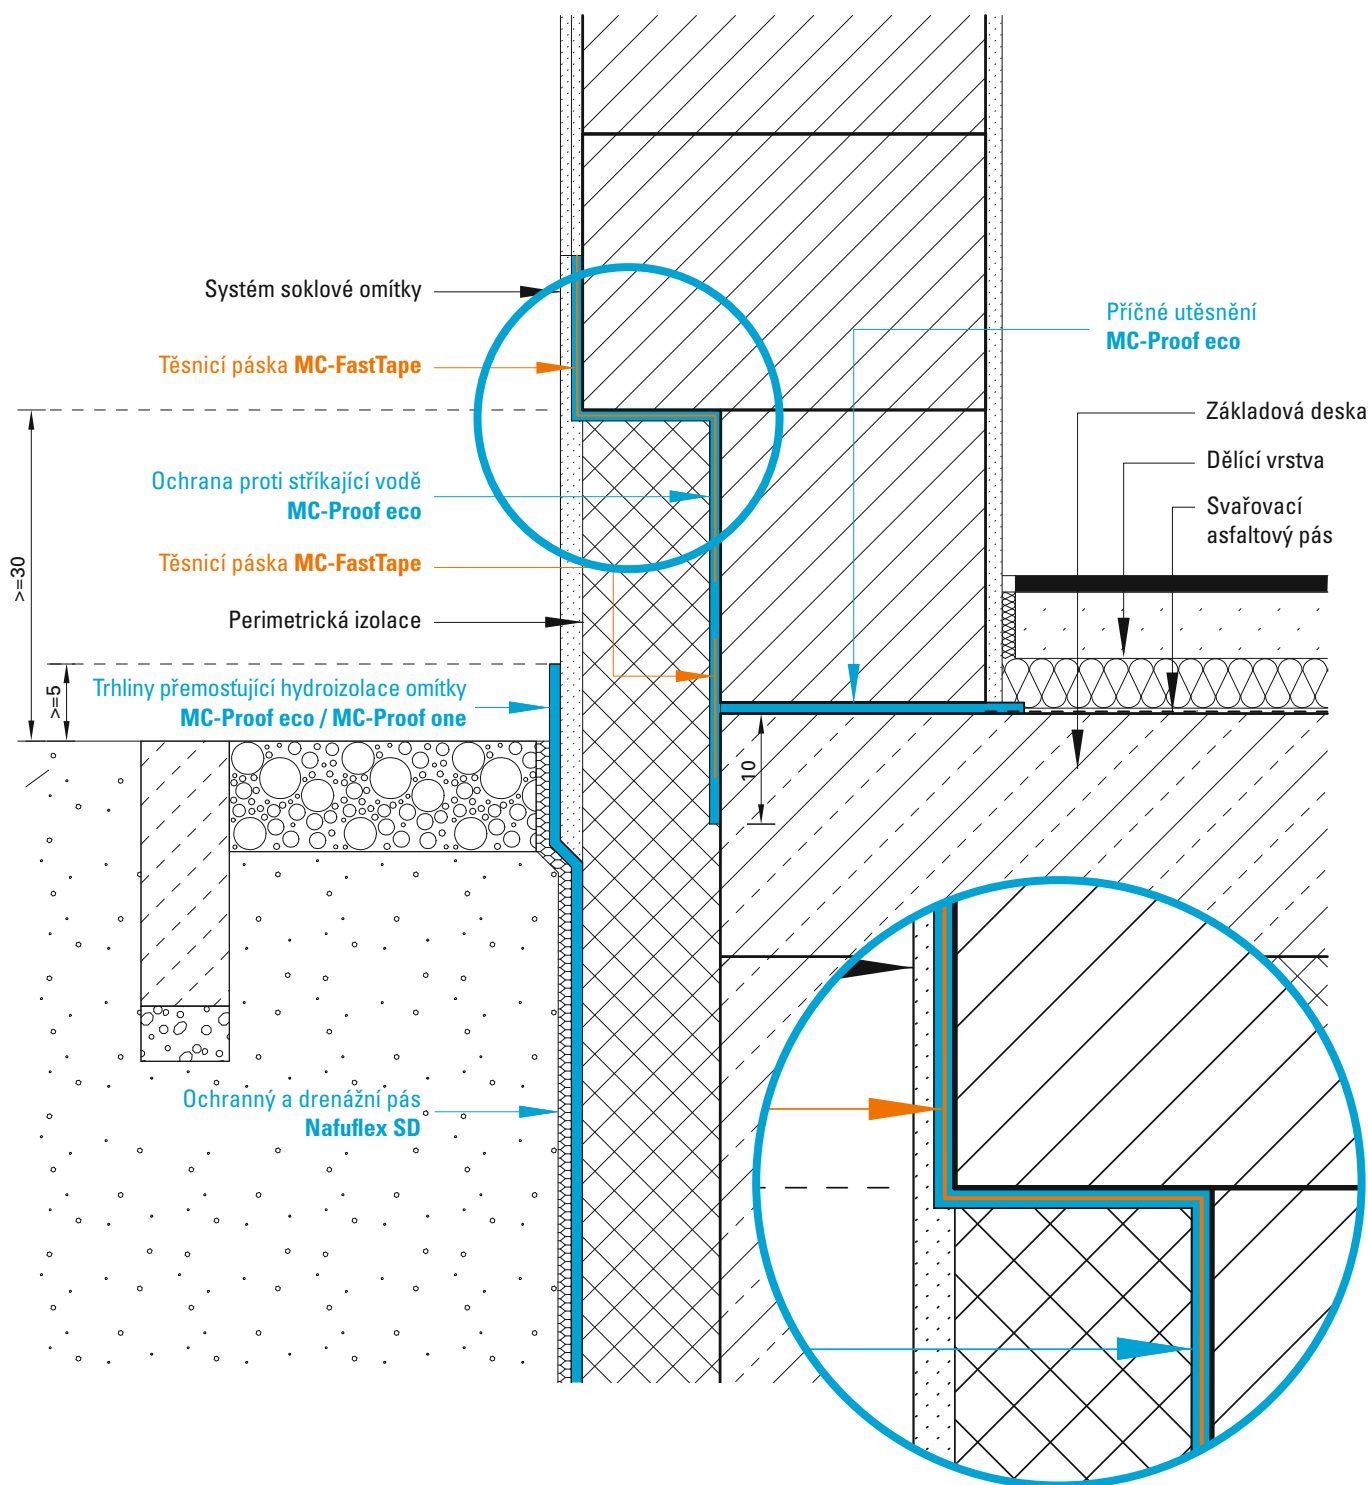 Systém soklové omítky
Těsnicí páska MC-FastTape
Ochrana proti stříkající vodě
MC-Proof eco
Těsnicí páska MC-FastTape
Perimetrická izolace
>=30
>=5
Trhliny přemosťující hydroizolace omítky
MC-Proof eco / MC-Proof one
Ochranný a drenážní pás
Nafuflex SD
Příčné utěsnění
MC-Proof eco
Základová deska
Dělící vrstva
Svařovací
asfaltový pás
10